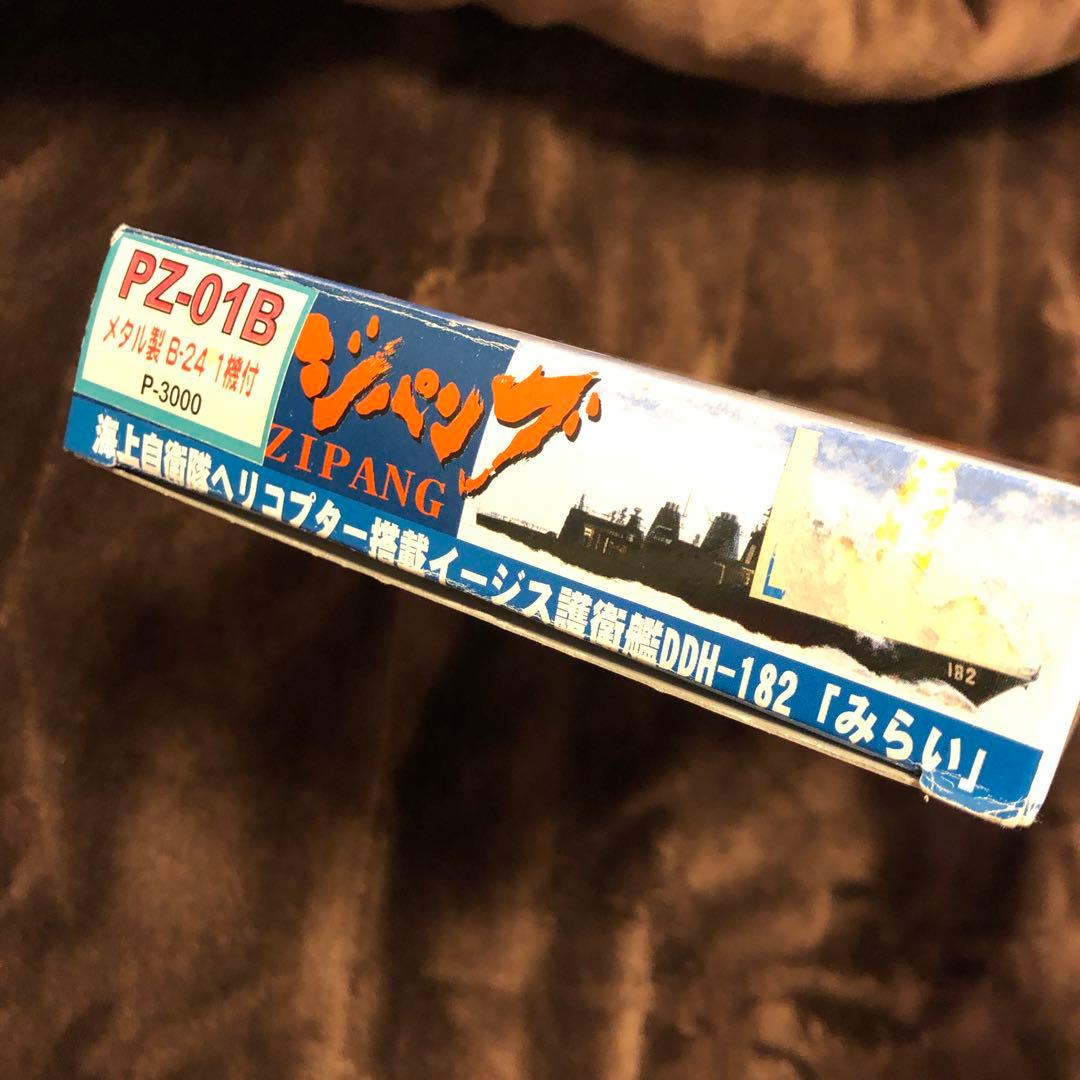 PZ-01B
メタル製 B-24 1機付
P-3000
ジパング
ZIPANG
182
海上自衛隊ヘリコプター搭載イージス護衛艦DDH-182「みらい」